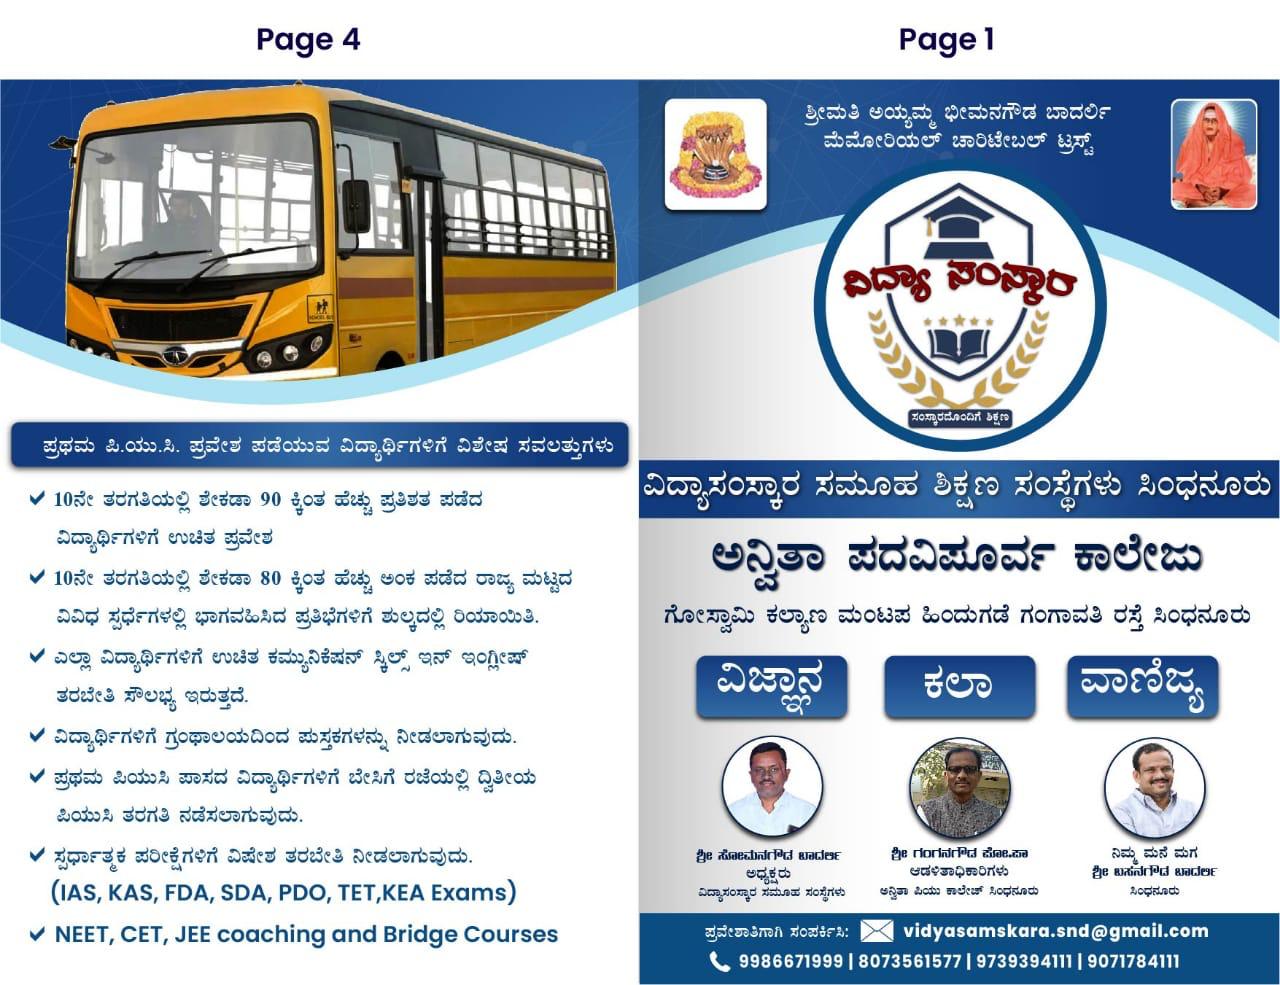 Page 4
ಪ್ರಥಮ ಪಿ.ಯು.ಸಿ. ಪ್ರವೇಶ ಪಡೆಯುವ ವಿದ್ಯಾರ್ಥಿಗಳಿಗೆ ವಿಶೇಷ ಸವಲತ್ತುಗಳು
10ನೇ ತರಗತಿಯಲ್ಲಿ ಶೇಕಡಾ 90 ಕ್ಕಿಂತ ಹೆಚ್ಚು ಪ್ರತಿಶತ ಪಡೆದ
ವಿದ್ಯಾರ್ಥಿಗಳಿಗೆ ಉಚಿತ ಪ್ರವೇಶ
10ನೇ ತರಗತಿಯಲ್ಲಿ ಶೇಕಡಾ 80 ಕ್ಕಿಂತ ಹೆಚ್ಚು ಅಂಕ ಪಡೆದ ರಾಜ್ಯ ಮಟ್ಟದ
ವಿವಿಧ ಸ್ಪರ್ಧೆಗಳಲ್ಲಿ ಭಾಗವಹಿಸಿದ ಪ್ರತಿಭೆಗಳಿಗೆ ಶುಲ್ಕದಲ್ಲಿ ರಿಯಾಯಿತಿ.
ಎಲ್ಲಾ ವಿದ್ಯಾರ್ಥಿಗಳಿಗೆ ಉಚಿತ ಕಮ್ಯುನಿಕೆಷನ್ ಸ್ಕಿಲ್ಸ್ ಇನ್ ಇಂಗ್ಲೀಷ್
ತರಬೇತಿ ಸೌಲಭ್ಯ ಇರುತ್ತದೆ.
ವಿದ್ಯಾರ್ಥಿಗಳಿಗೆ ಗ್ರಂಥಾಲಯದಿಂದ ಪುಸ್ತಕಗಳನ್ನು ನೀಡಲಾಗುವುದು.
ಪ್ರಥಮ ಪಿಯುಸಿ ಪಾಸದ ವಿದ್ಯಾರ್ಥಿಗಳಿಗೆ ಬೇಸಿಗೆ ರಜೆಯಲ್ಲಿ ದ್ವಿತೀಯ
ಪಿಯುಸಿ ತರಗತಿ ನಡೆಸಲಾಗುವುದು.
ಸ್ಪರ್ಧಾತ್ಮಕ ಪರೀಕ್ಷೆಗಳಿಗೆ ವಿಷೇಶ ತರಬೇತಿ ನೀಡಲಾಗುವುದು.
(IAS, KAS, FDA, SDA, PDO, TET,KEA Exams)
NEET, CET, JEE coaching and Bridge Courses
Page 1
ಶ್ರೀಮತಿ ಅಯ್ಯಮ್ಮ ಭೀಮನಗೌಡ ಬಾದರ್ಲಿ
ಮೆಮೋರಿಯಲ್ ಚಾರಿಟೇಬಲ್ ಟ್ರಸ್ಟ್
ವಿದ್ಯಾ ಸಂಸ್ಕಾರ
ಸಂಸ್ಕಾರದೊಂದಿಗೆ ಶಿಕ್ಷಣ
ವಿದ್ಯಾಸಂಸ್ಕಾರ ಸಮೂಹ ಶಿಕ್ಷಣ ಸಂಸ್ಥೆಗಳು ಸಿಂಧನೂರು
ಅನ್ವಿತಾ ಪದವಿಪೂರ್ವ ಕಾಲೇಜು
ಗೋಸ್ವಾಮಿ ಕಲ್ಯಾಣ ಮಂಟಪ ಹಿಂದುಗಡೆ ಗಂಗಾವತಿ ರಸ್ತೆ ಸಿಂಧನೂರು
ವಿಜ್ಞಾನ ಕಲಾ ವಾಣಿಜ್ಯ
ಶ್ರೀ ಸೋಮನಗೌಡ ಬಾದರ್ಲಿ
ಅಧ್ಯಕ್ಷರು
ವಿದ್ಯಾಸಂಸ್ಕಾರ ಸಮೂಹ ಸಂಸ್ಥೆಗಳು
ಶ್ರೀ ಗಂಗನಗೌಡ ಪೋ.ಪಾ
ಆಡಳಿತಾಧಿಕಾರಿಗಳು
ಅನ್ವಿತಾ ಪಿಯು ಕಾಲೇಜ್ ಸಿಂಧನೂರು
ನಿಮ್ಮ ಮನೆ ಮಗ
ಶ್ರೀ ಬಸನಗೌಡ ಬಾದರ್ಲಿ
ಸಿಂಧನೂರು
ಪ್ರವೇಶಾತಿಗಾಗಿ ಸಂಪರ್ಕಿಸಿ: vidyasamskara.snd@gmail.com
9986671999 | 8073561577 | 9739394111 | 9071784111